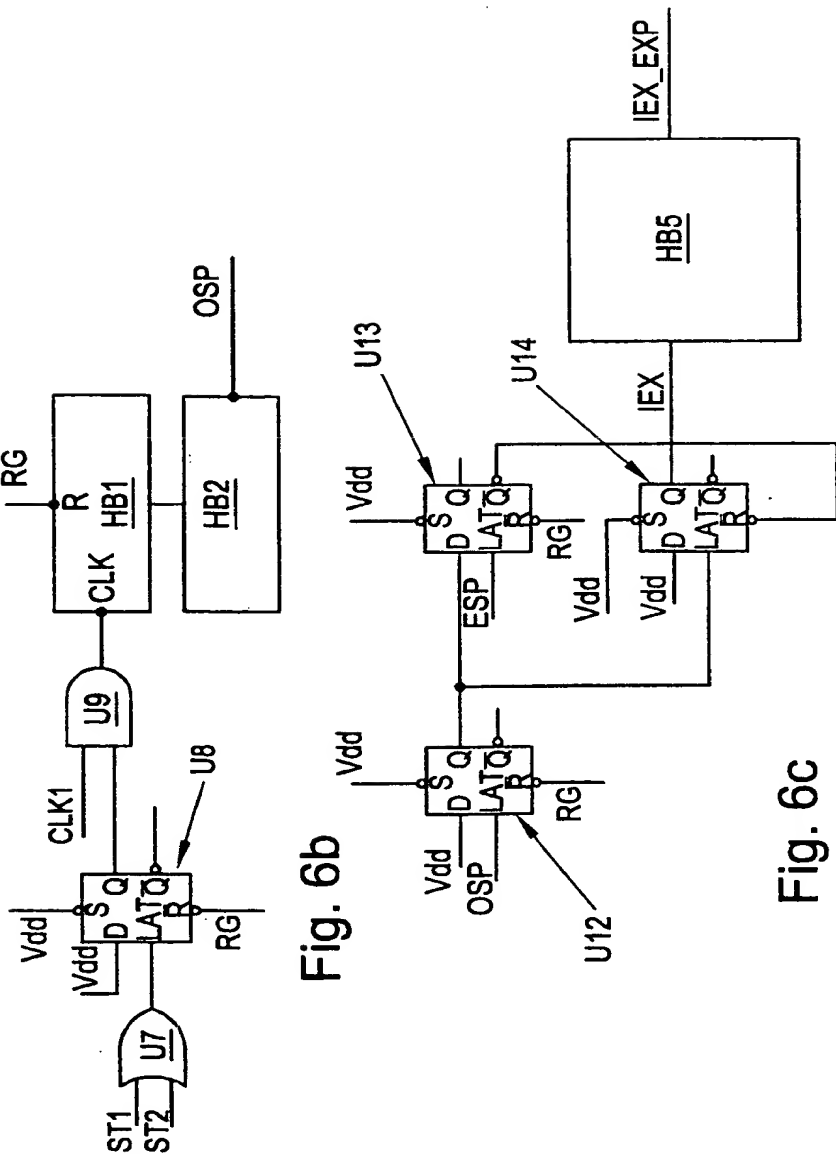 ST1
ST2
U7
Vdd
Vdd
S
D
Q
LAT
Q
R
RG
U8
CLK1
U9
CLK
RG
R
HB1
HB2
OSP
Fig. 6b
Vdd
Vdd
OSP
S
D
Q
LAT
Q
R
RG
U12
Vdd
S
D
Q
LAT
Q
R
ESP
RG
U13
Vdd
Vdd
S
D
Q
LAT
Q
R
U14
IEX
HB5
IEX_EXP
Fig. 6c